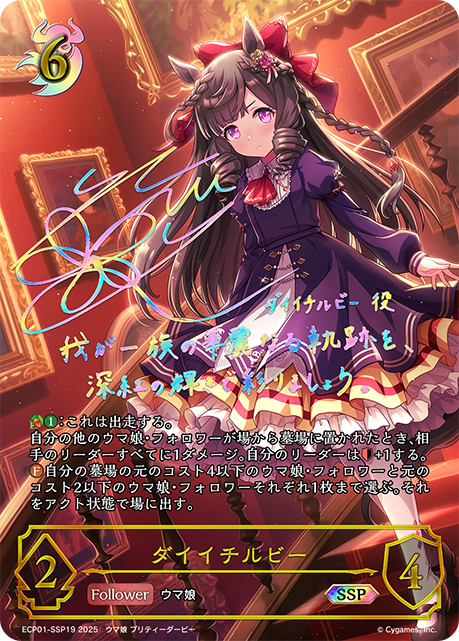 6
ダイイチルビー 役
我が一族の華麗なる軌跡を、
深紅の輝きで彩りましょう。
1：これは出走する。
自分の他のウマ娘・フォロワーが場から墓場に置かれたとき、相
手のリーダーすべてに1ダメージ。自分のリーダーは+1する。
F自分の墓場の元のコスト4以下のウマ娘・フォロワーと元の
コスト2以下のウマ娘・フォロワーそれぞれ1枚まで選ぶ。それ
をアクト状態で場に出す。
ダイイチルビー
2
Follower ウマ娘
SSP
4
ECP01-SSP19 2025 ウマ娘 プリティーダービー
© Cygames, Inc.